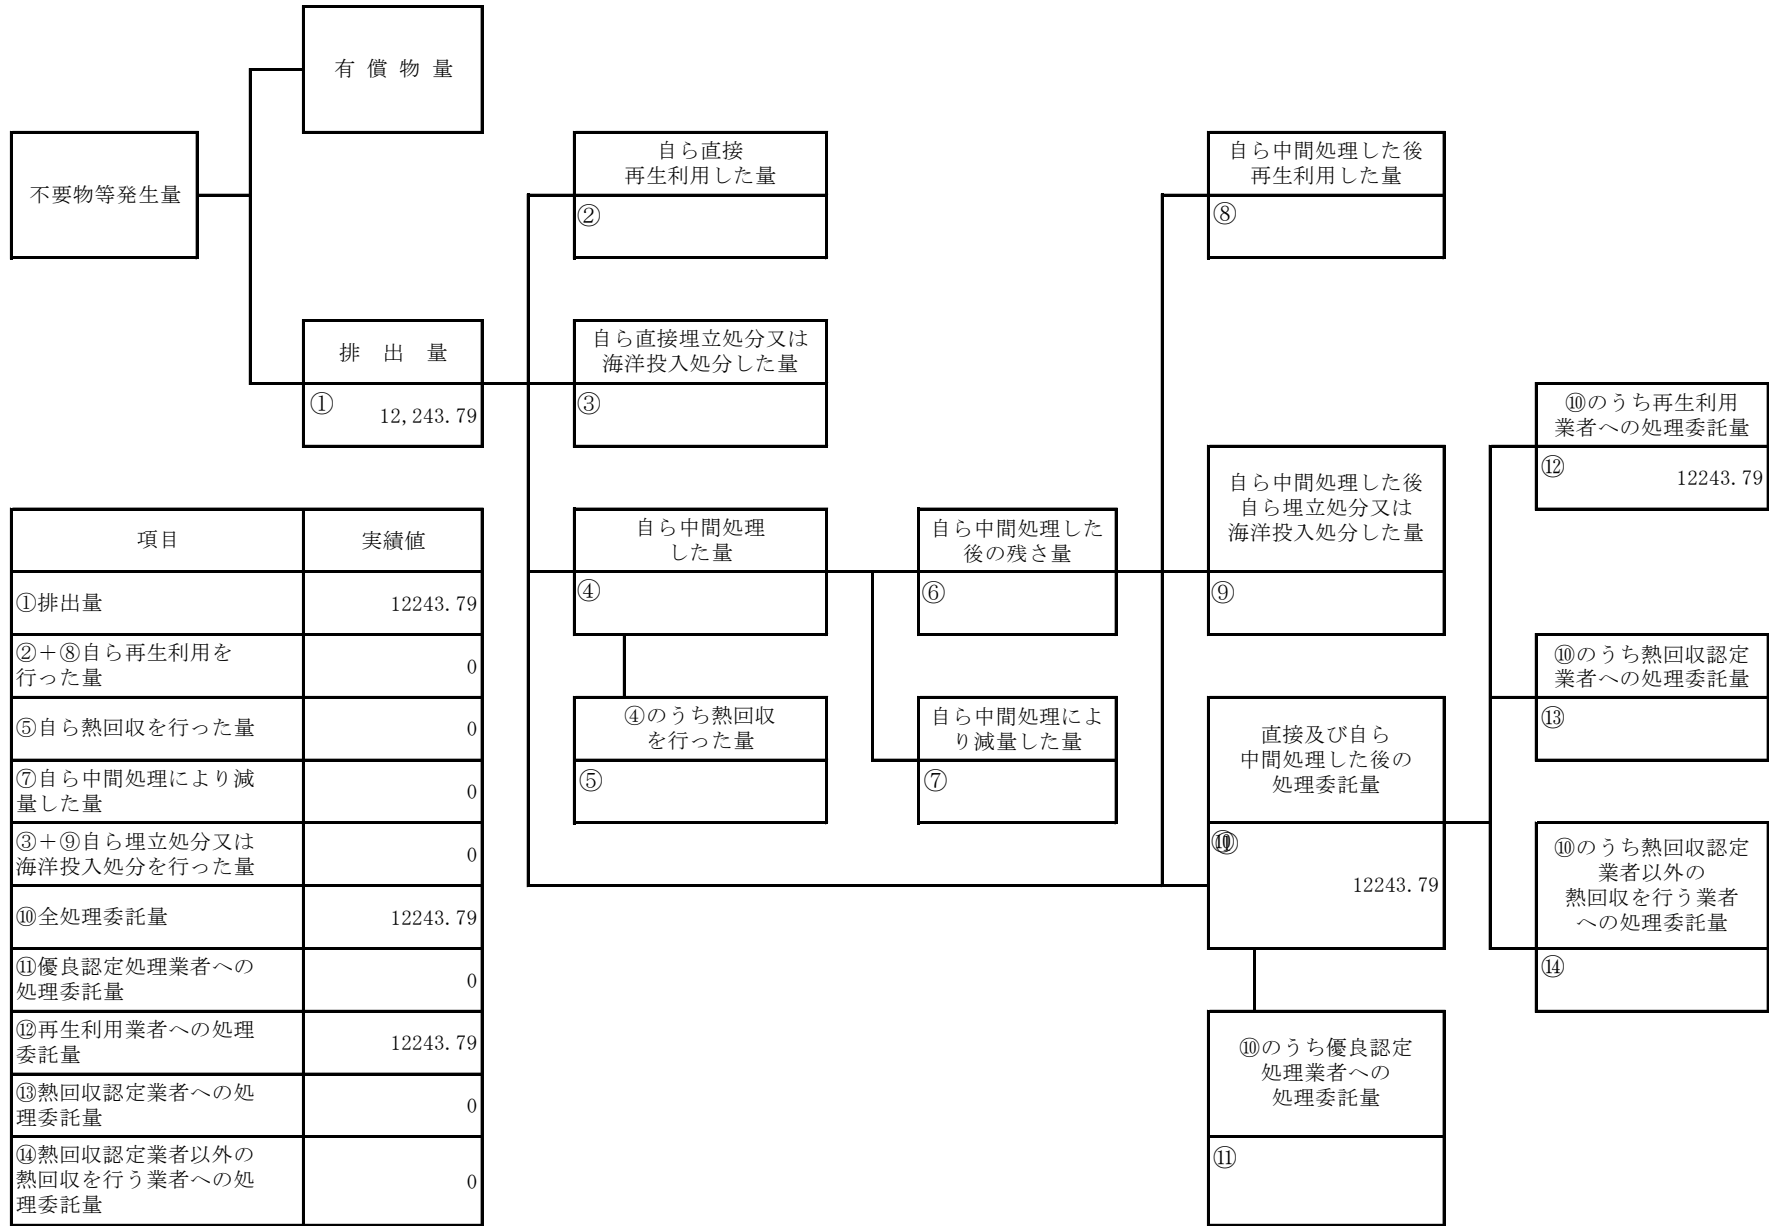 有 償 物 量
不要物等発生量
自ら直接
再生利用した量
②
自ら中間処理した後
再生利用した量
⑧
排 出 量
① 12,243.79
自ら直接埋立処分又は
海洋投入処分した量
③
⑩のうち再生利用
業者への処理委託量
⑫ 12243.79
自ら中間処理した後
自ら埋立処分又は
海洋投入処分した量
⑨
自ら中間処理
した量
④
自ら中間処理した
後の残さ量
⑥
④のうち熱回収
を行った量
⑤
自ら中間処理によ
り減量した量
⑦
直接及び自ら
中間処理した後の
処理委託量
⑩
12243.79
⑩のうち熱回収認定
業者への処理委託量
⑬
⑩のうち熱回収認定
業者以外の
熱回収を行う業者
への処理委託量
⑭
⑩のうち優良認定
処理業者への
処理委託量
⑪
項目 実績値
①排出量 12243.79
②+⑧自ら再生利用を
行った量 0
⑤自ら熱回収を行った量 0
⑦自ら中間処理により減
量した量 0
③+⑨自ら埋立処分又は
海洋投入処分を行った量 0
⑩全処理委託量 12243.79
⑪優良認定処理業者への
処理委託量 0
⑫再生利用業者への処理
委託量 12243.79
⑬熱回収認定業者への処
理委託量 0
⑭熱回収認定業者以外の
熱回収を行う業者への処
理委託量 0